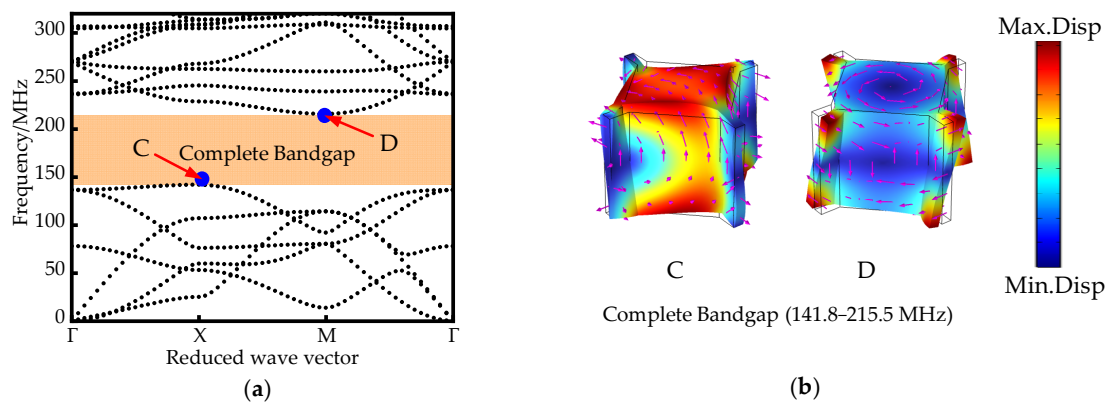 (a)
Frequency/MHz
300
250
200
150
100
50
0
C
D
Complete Bandgap
Γ X M Γ
Reduced wave vector
Max.Disp
Min.Disp
C
D
Complete Bandgap (141.8–215.5 MHz)
(a)
(b)